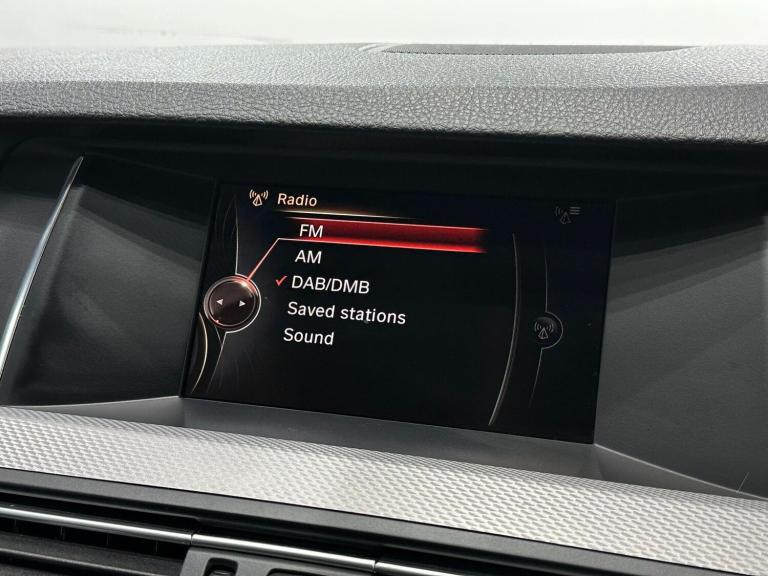 Radio
FM
AM
DAB/DMB
Saved stations
Sound